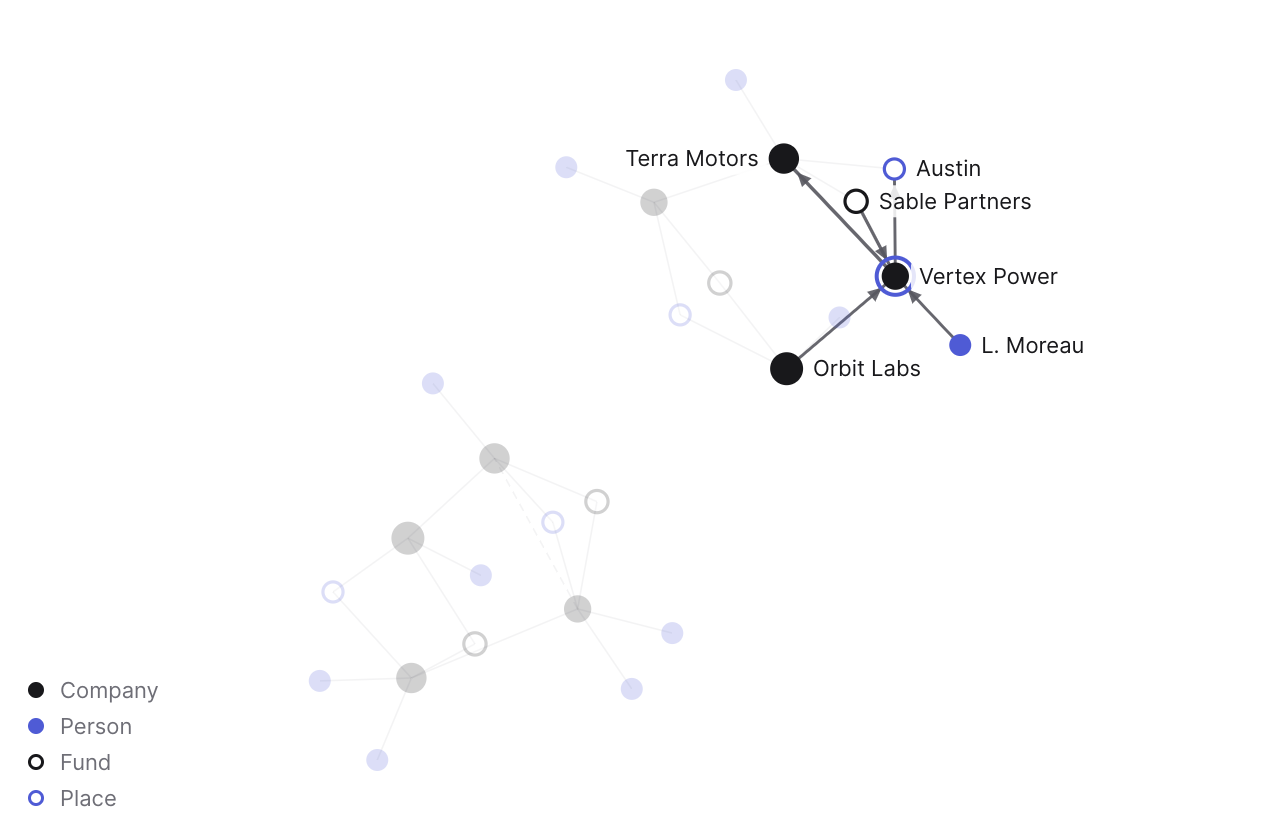 Terra Motors
Austin
Sable Partners
Vertex Power
L. Moreau
Orbit Labs
Company
Person
Fund
Place